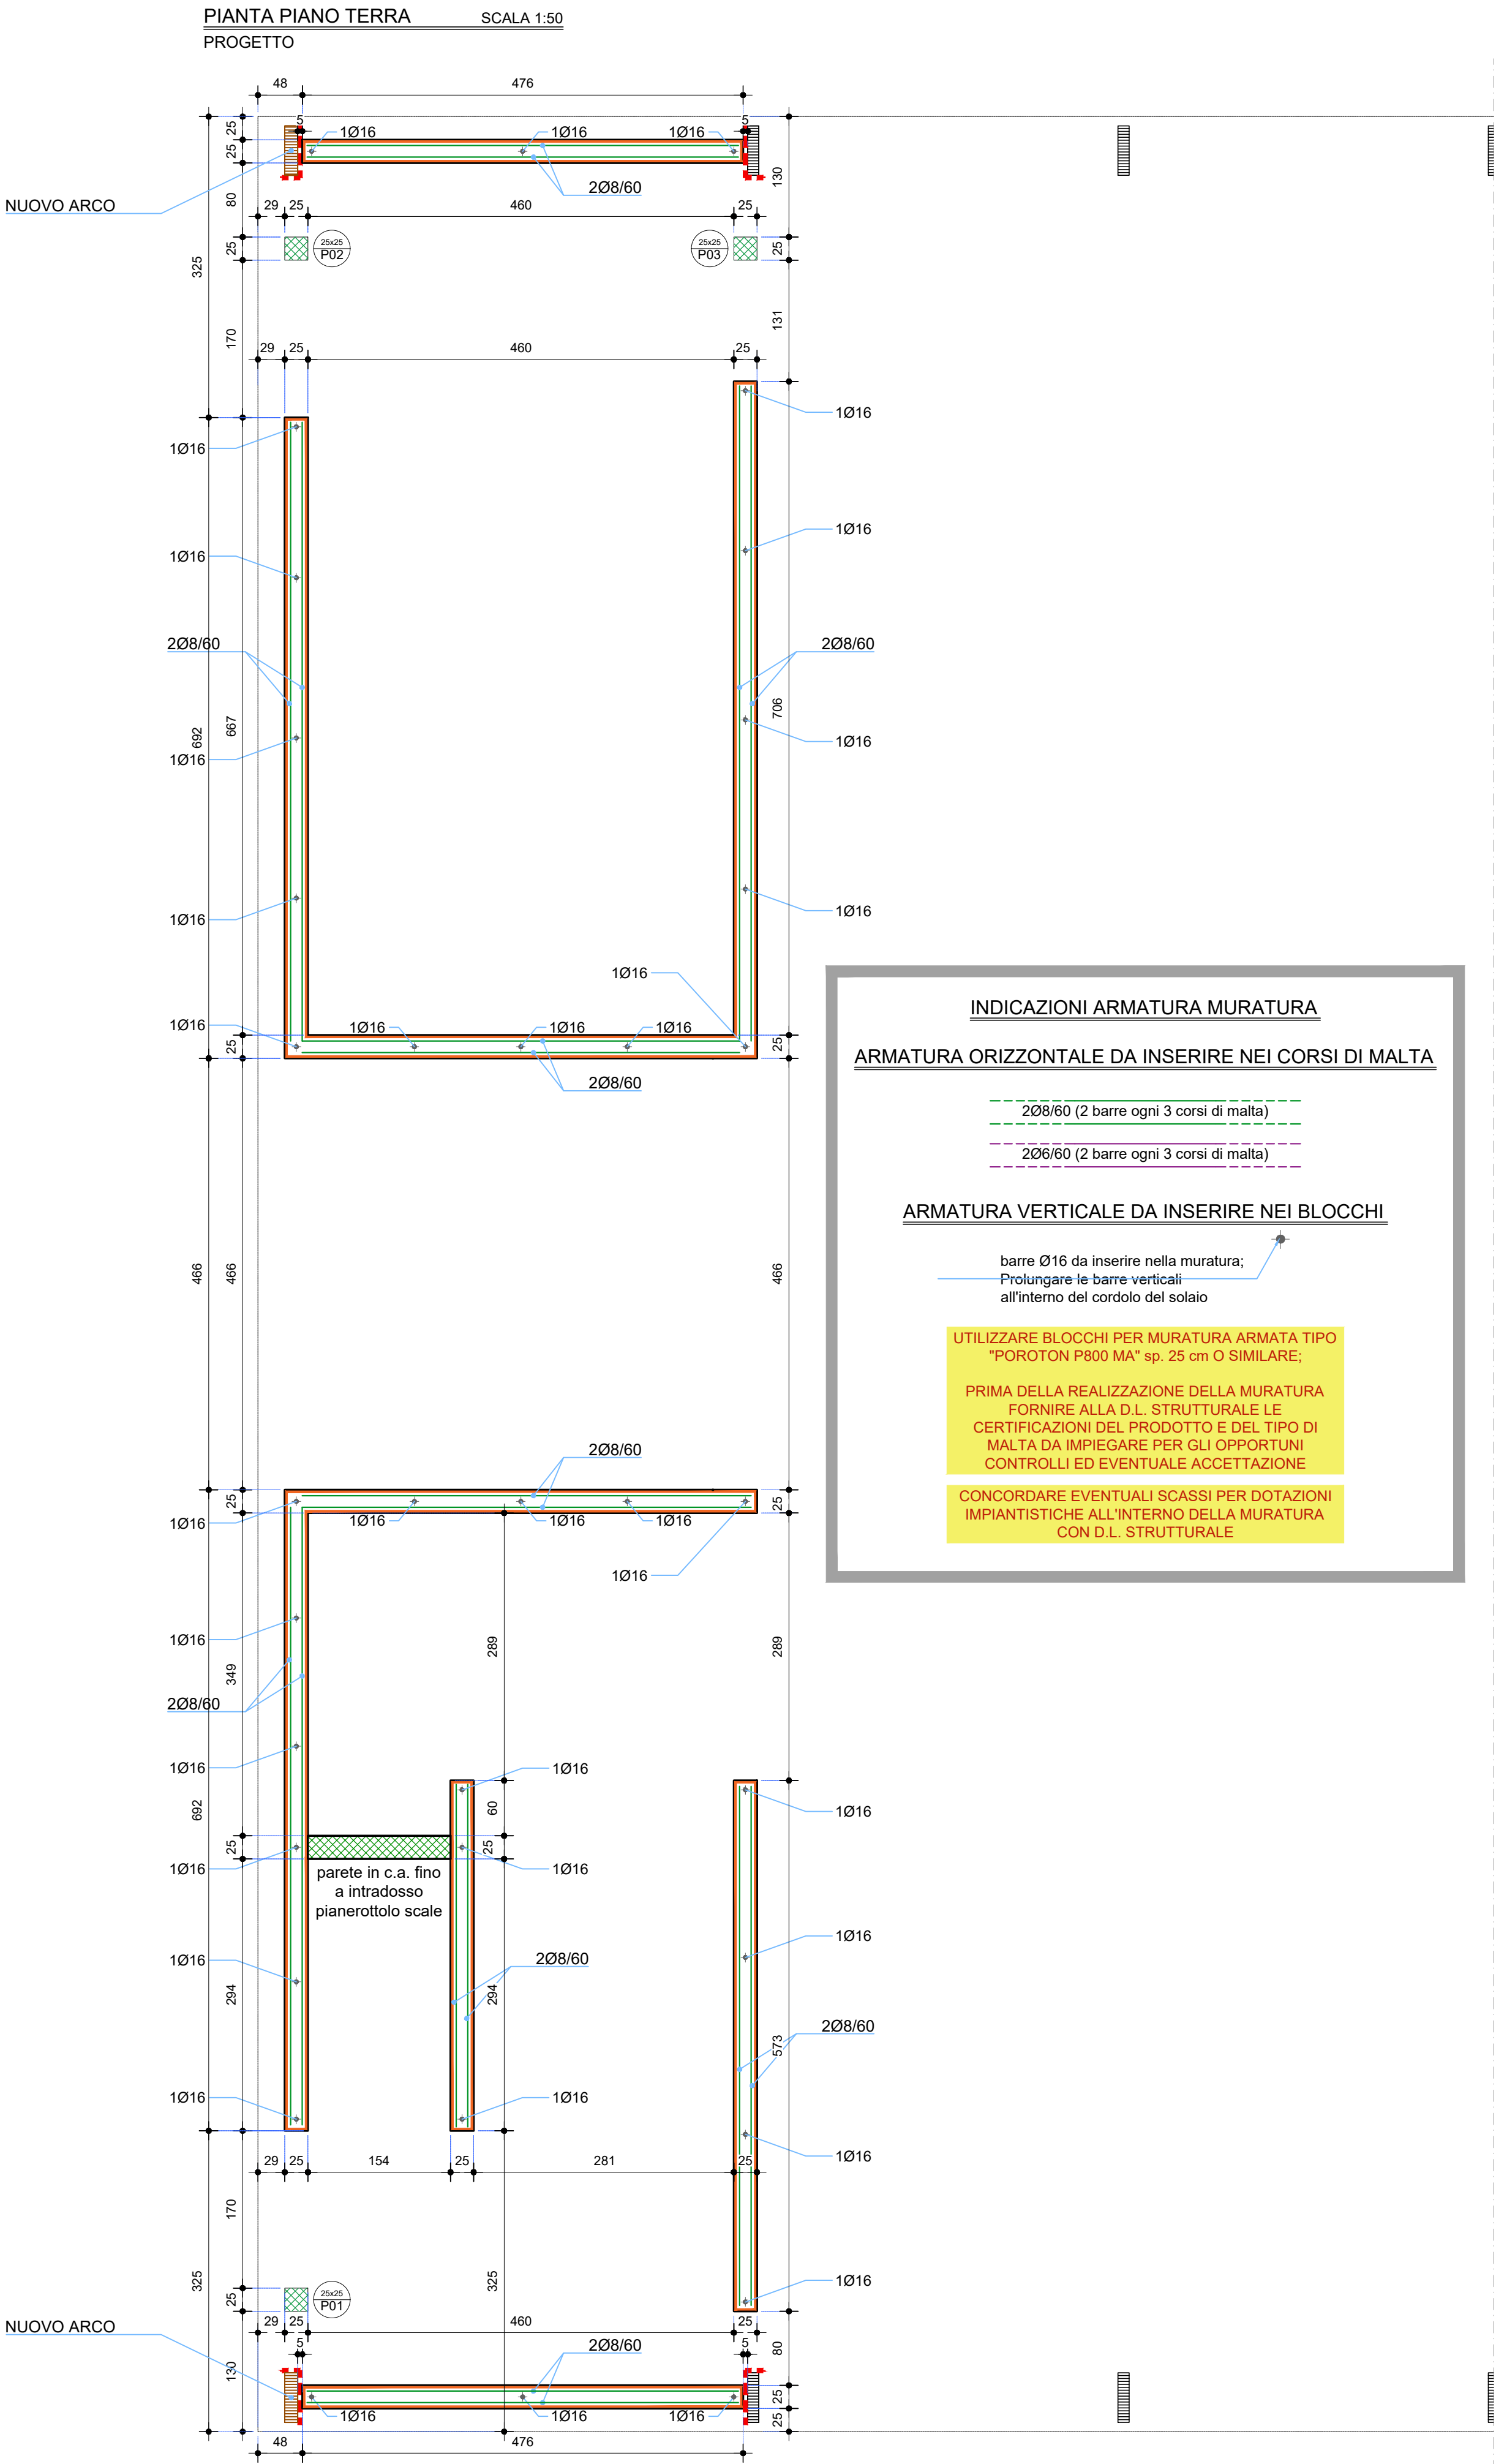 PIANTA PIANO TERRA SCALA 1:50
PROGETTO
48 476
5 5
25 1Ø16 1Ø16 1Ø16
25
2Ø8/60
130
80
NUOVO ARCO
29 25 460 25
25 25x25 P02 25x25 P03 25
325
170 131
29 25 460 25
1Ø16
1Ø16
1Ø16
1Ø16
2Ø8/60 2Ø8/60
692 667 706
1Ø16
1Ø16
1Ø16
1Ø16
1Ø16
1Ø16 1Ø16 1Ø16 1Ø16
25 25
2Ø8/60
INDICAZIONI ARMATURA MURATURA
ARMATURA ORIZZONTALE DA INSERIRE NEI CORSI DI MALTA
2Ø8/60 (2 barre ogni 3 corsi di malta)
2Ø6/60 (2 barre ogni 3 corsi di malta)
ARMATURA VERTICALE DA INSERIRE NEI BLOCCHI
barre Ø16 da inserire nella muratura;
Prolungare le barre verticali
all'interno del cordolo del solaio
UTILIZZARE BLOCCHI PER MURATURA ARMATA TIPO
"POROTON P800 MA" sp. 25 cm O SIMILARE;
PRIMA DELLA REALIZZAZIONE DELLA MURATURA
FORNIRE ALLA D.L. STRUTTURALE LE
CERTIFICAZIONI DEL PRODOTTO E DEL TIPO DI
MALTA DA IMPIEGARE PER GLI OPPORTUNI
CONTROLLI ED EVENTUALE ACCETTAZIONE
CONCORDARE EVENTUALI SCASSI PER DOTAZIONI
IMPIANTISTICHE ALL'INTERNO DELLA MURATURA
CON D.L. STRUTTURALE
466 466 466
2Ø8/60
25 25
1Ø16 1Ø16 1Ø16 1Ø16
1Ø16
1Ø16
349 289 289
2Ø8/60
1Ø16 1Ø16
692 60 1Ø16
25 25
1Ø16 1Ø16
parete in c.a. fino
a intradosso
pianerottolo scale
1Ø16
1Ø16 2Ø8/60
294 294
2Ø8/60
573
1Ø16 1Ø16
1Ø16
29 25 154 25 281 25
170
325 325
1Ø16
25 25x25 P01
29 25 460 25
NUOVO ARCO
5 2Ø8/60 5
80
130
25
1Ø16 1Ø16 1Ø16
25
48 476